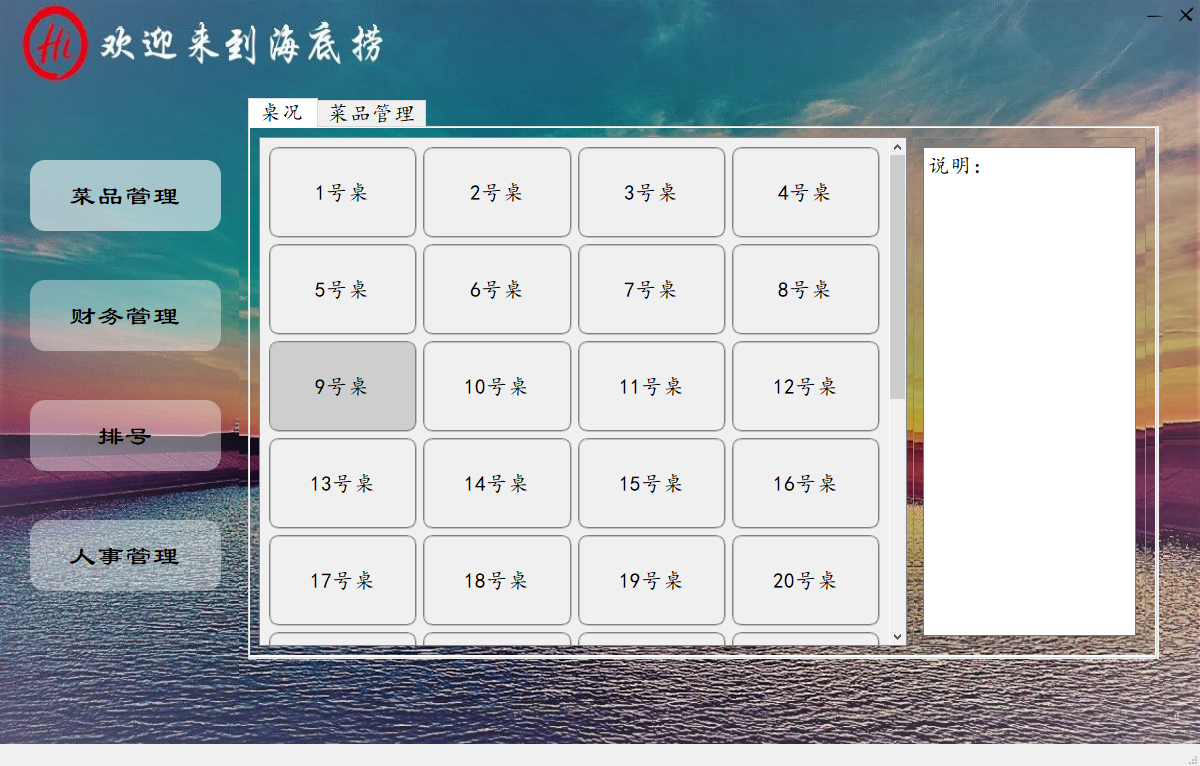 Hi 欢迎来到海底捞
桌况 菜品管理
菜品管理
财务管理
排号
人事管理
1号桌 2号桌 3号桌 4号桌
5号桌 6号桌 7号桌 8号桌
9号桌 10号桌 11号桌 12号桌
13号桌 14号桌 15号桌 16号桌
17号桌 18号桌 19号桌 20号桌
说明: